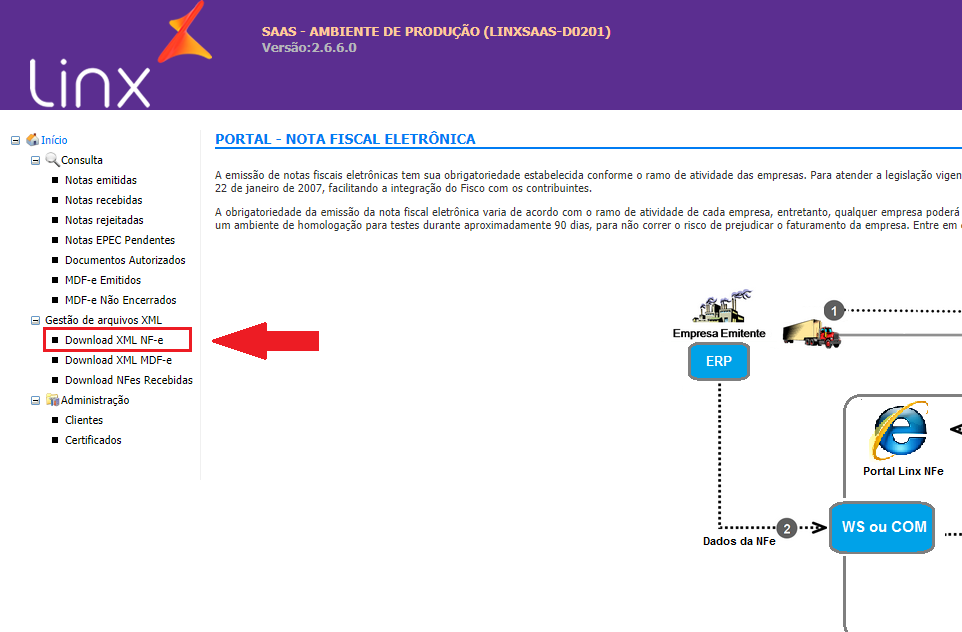 Linx
SAAS - AMBIENTE DE PRODUÇÃO (LINXSAAS-D0201)
Versão:2.6.6.0
Início
Consulta
Notas emitidas
Notas recebidas
Notas rejeitadas
Notas EPEC Pendentes
Documentos Autorizados
MDF-e Emitidos
MDF-e Não Encerrados
Gestão de arquivos XML
Download XML NF-e
Download XML MDF-e
Download NFes Recebidas
Administração
Clientes
Certificados
PORTAL - NOTA FISCAL ELETRÔNICA
A emissão de notas fiscais eletrônicas tem sua obrigatoriedade estabelecida conforme o ramo de atividade das empresas. Para atender a legislação vigen
22 de janeiro de 2007, facilitando a integração do Fisco com os contribuintes.
A obrigatoriedade da emissão da nota fiscal eletrônica varia de acordo com o ramo de atividade de cada empresa, entretanto, qualquer empresa poderá
um ambiente de homologação para testes durante aproximadamente 90 dias, para não correr o risco de prejudicar o faturamento da empresa. Entre em
1
Empresa Emitente
ERP
Portal Linx NFe
WS ou COM
2
Dados da NFe